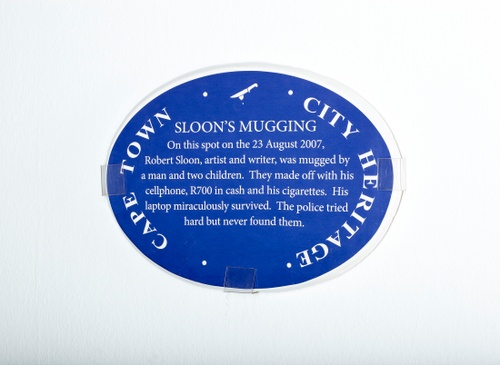 CAPE TOWN
CITY HERITAGE
SLOON'S MUGGING
On this spot on the 23 August 2007,
Robert Sloon, artist and writer, was mugged by
a man and two children. They made off with his
cellphone, R700 in cash and his cigarettes. His
laptop miraculously survived. The police tried
hard but never found them.